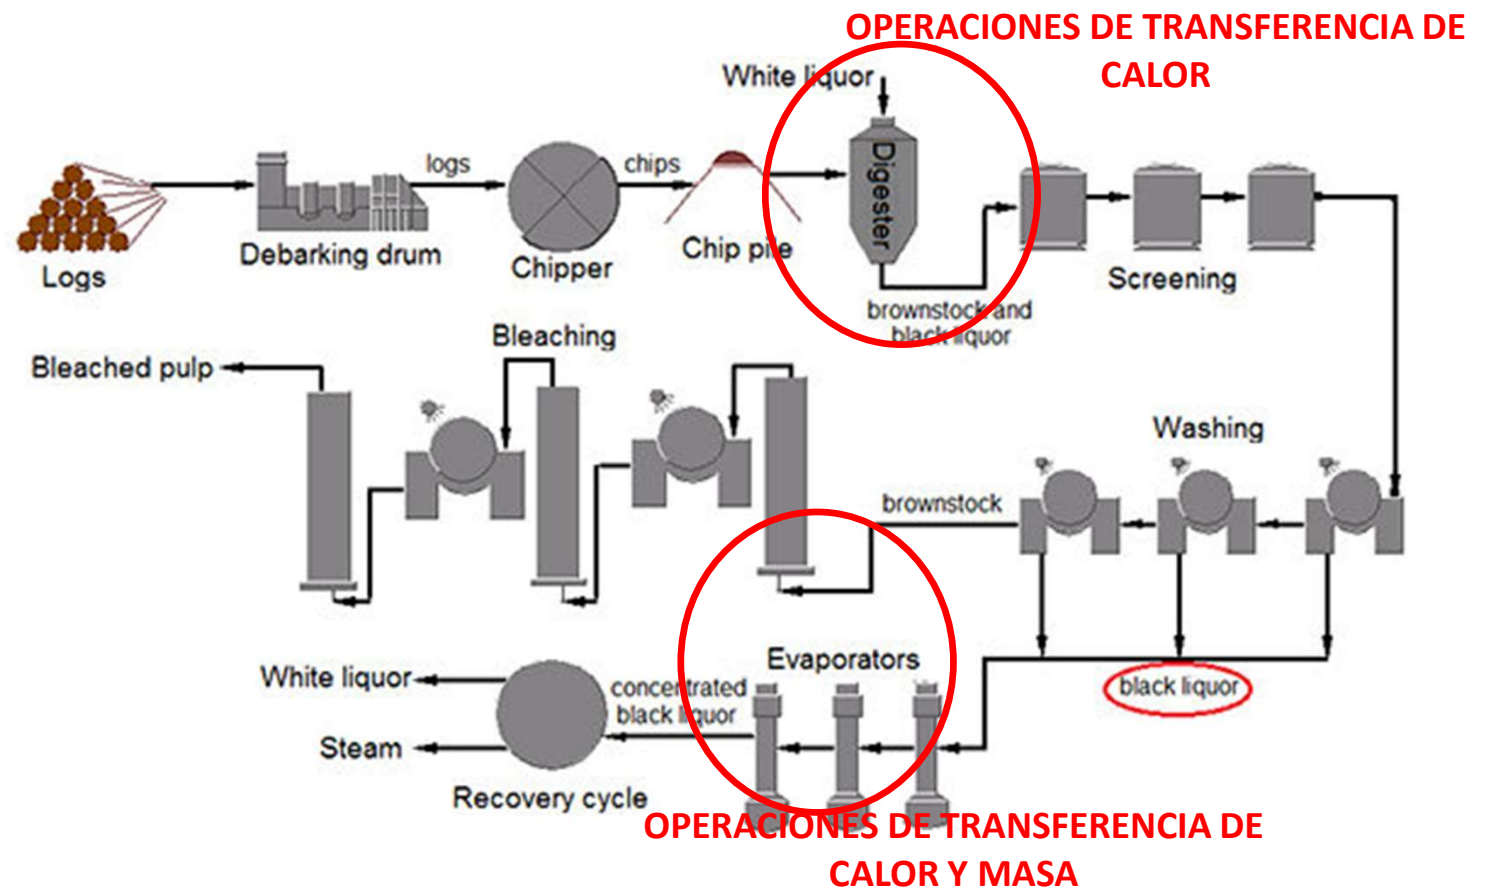 OPERACIONES DE TRANSFERENCIA DE
CALOR
White liquor
Digester
logs
chips
Logs
Debarking drum
Chipper
Chip pile
Screening
brownstock and
black liquor
Bleaching
Bleached pulp
Washing
brownstock
Evaporators
black liquor
White liquor
concentrated
black liquor
Steam
Recovery cycle
OPERACIONES DE TRANSFERENCIA DE
CALOR Y MASA